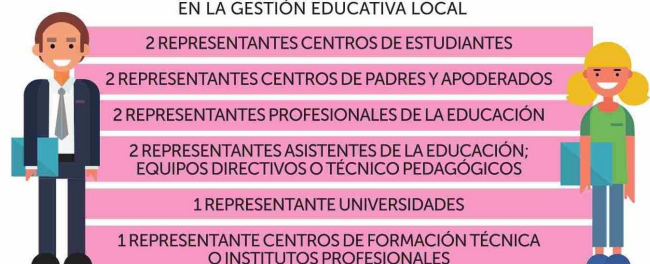 EN LA GESTIÓN EDUCATIVA LOCAL
2 REPRESENTANTES CENTROS DE ESTUDIANTES
2 REPRESENTANTES CENTROS DE PADRES Y APODERADOS
2 REPRESENTANTES PROFESIONALES DE LA EDUCACIÓN
2 REPRESENTANTES ASISTENTES DE LA EDUCACIÓN;
EQUIPOS DIRECTIVOS O TÉCNICO PEDAGÓGICOS
1 REPRESENTANTE UNIVERSIDADES
1 REPRESENTANTE CENTROS DE FORMACIÓN TÉCNICA
O INSTITUTOS PROFESIONALES